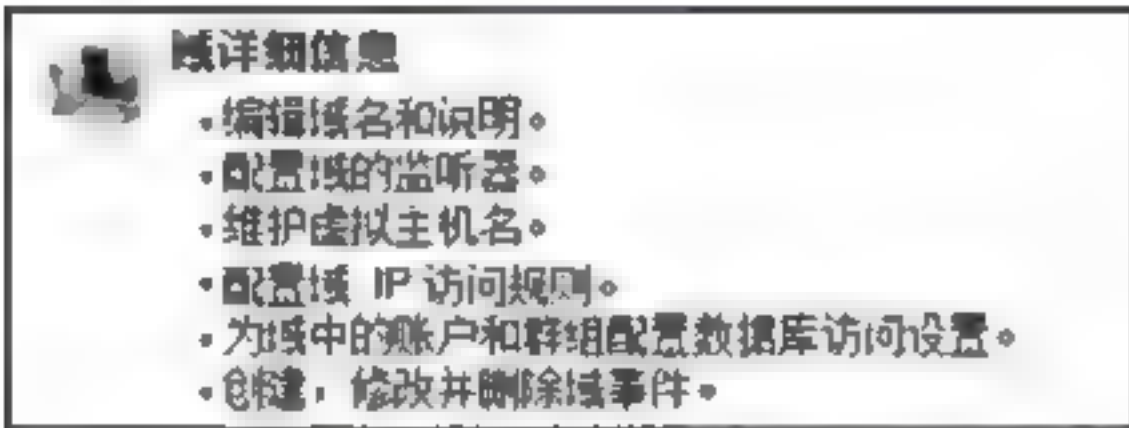 域详细信息
•编辑域名和说明。
•配置域的监听器。
•维护虚拟主机名。
•配置域 IP 访问规则。
•为域中的账户和群组配置数据库访问设置。
•创建,修改并删除域事件。